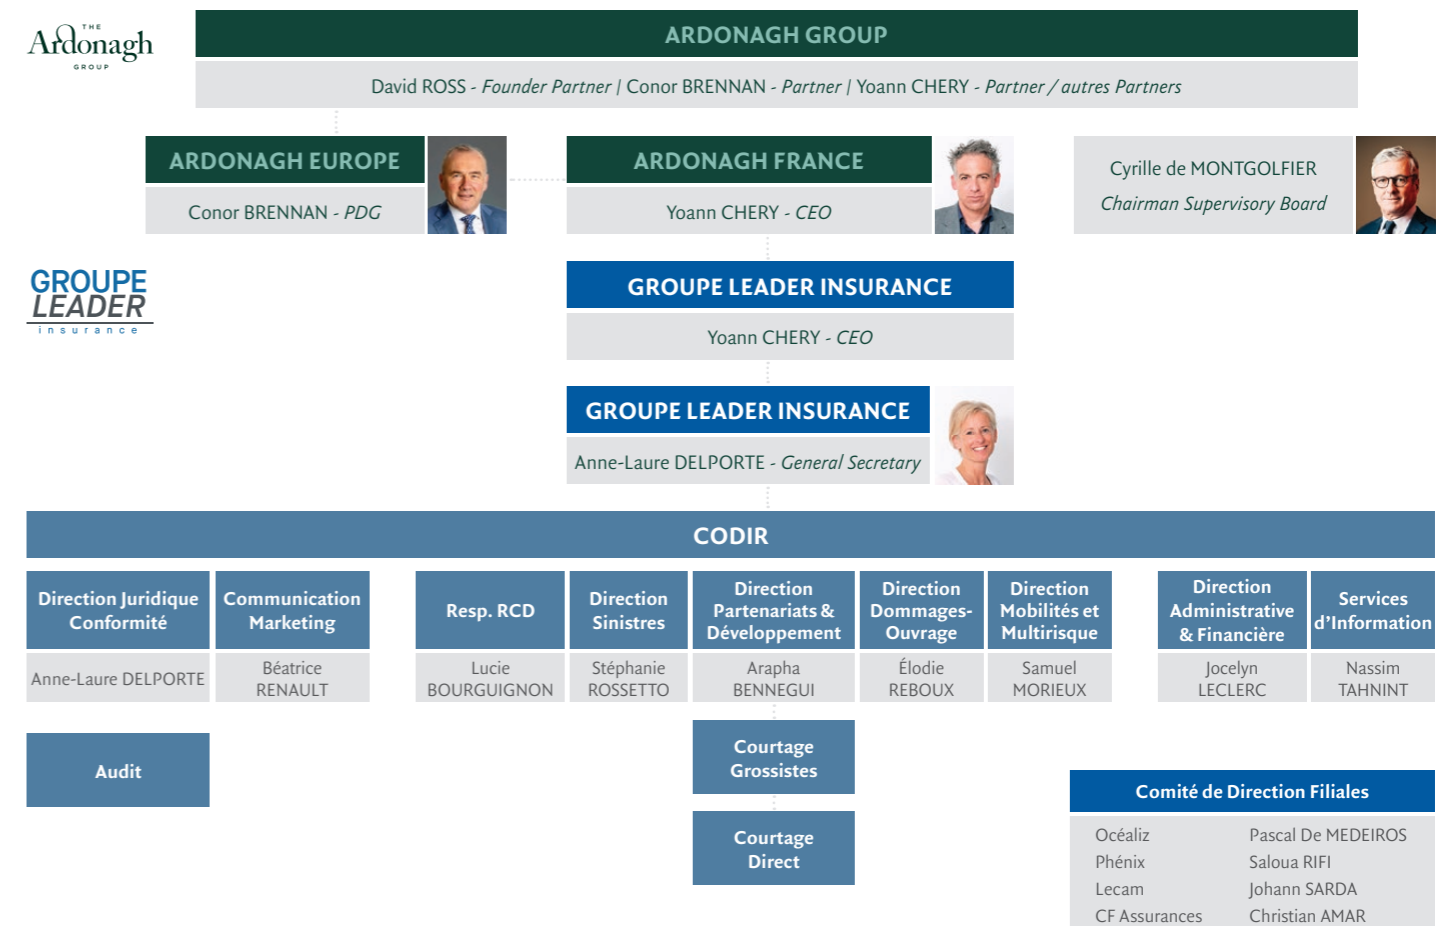 THE
Ardonagh
GROUP
ARDONAGH GROUP
David ROSS - Founder Partner | Conor BRENNAN - Partner | Yoann CHERY - Partner / autres Partners
ARDONAGH EUROPE
Conor BRENNAN - PDG
ARDONAGH FRANCE
Yoann CHERY - CEO
Cyrille de MONTGOLFIER
Chairman Supervisory Board
GROUPE
LEADER
insurance
GROUPE LEADER INSURANCE
Yoann CHERY - CEO
GROUPE LEADER INSURANCE
Anne-Laure DELPORTE - General Secretary
CODIR
Direction Juridique
Conformité
Anne-Laure DELPORTE
Communication
Marketing
Béatrice
RENAULT
Resp. RCD
Lucie
BOURGUIGNON
Direction
Sinistres
Stéphanie
ROSSETTO
Direction
Partenariats &
Développement
Arapha
BENNEGUI
Direction
Dommages-
Ouvrage
Élodie
REBOUX
Direction
Mobilités et
Multirisque
Samuel
MORIEUX
Direction
Administrative
& Financière
Jocelyn
LECLERC
Services
d'Information
Nassim
TAHNINT
Audit
Courtage
Grossistes
Courtage
Direct
Comité de Direction Filiales
Océaliz Pascal De MEDEIROS
Phénix Saloua RIFI
Lecam Johann SARDA
CF Assurances Christian AMAR